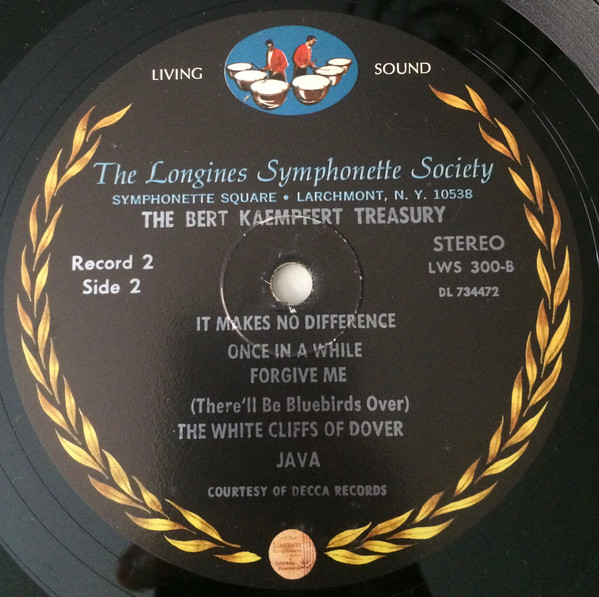 LIVING SOUND
The Longines Symphonette Society
SYMPHONETTE SQUARE • LARCHMONT, N. Y. 10538
THE BERT KAEMPFERT TREASURY
Record 2
Side 2
STEREO
LWS 300-B
DL 734472
IT MAKES NO DIFFERENCE
ONCE IN A WHILE
FORGIVE ME
(There'll Be Bluebirds Over)
THE WHITE CLIFFS OF DOVER
JAVA
COURTESY OF DECCA RECORDS